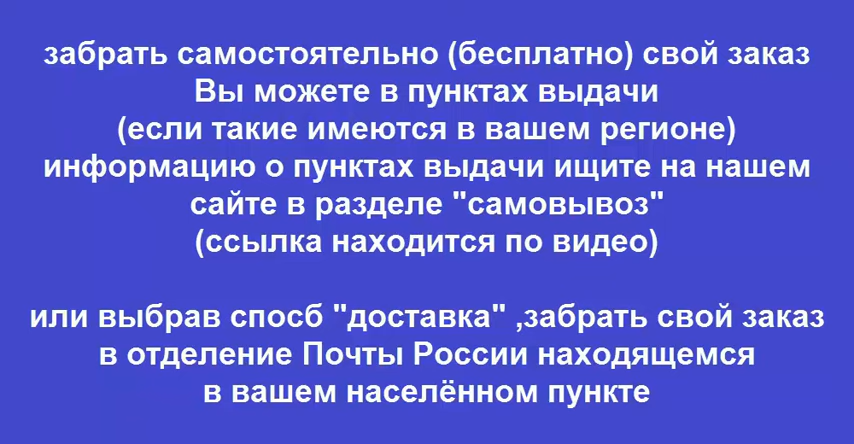 забрать самостоятельно (бесплатно) свой заказ
Вы можете в пунктах выдачи
(если такие имеются в вашем регионе)
информацию о пунктах выдачи ищите на нашем
сайте в разделе "самовывоз"
(ссылка находится по видео)
или выбрав спосб "доставка" ,забрать свой заказ
в отделение Почты России находящемся
в вашем населённом пункте